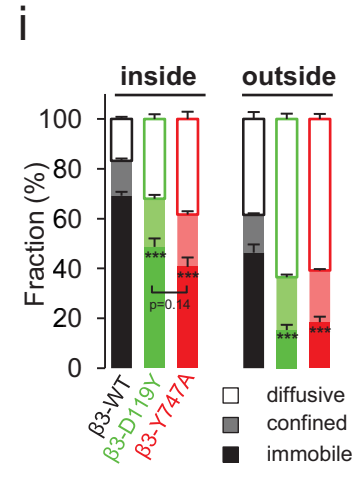 i
inside outside
100
80
60
40
20
0
Fraction (%)
***
***
p=0.14
***
***
β3-WT
β3-D119Y
β3-Y747A
diffusive
confined
immobile